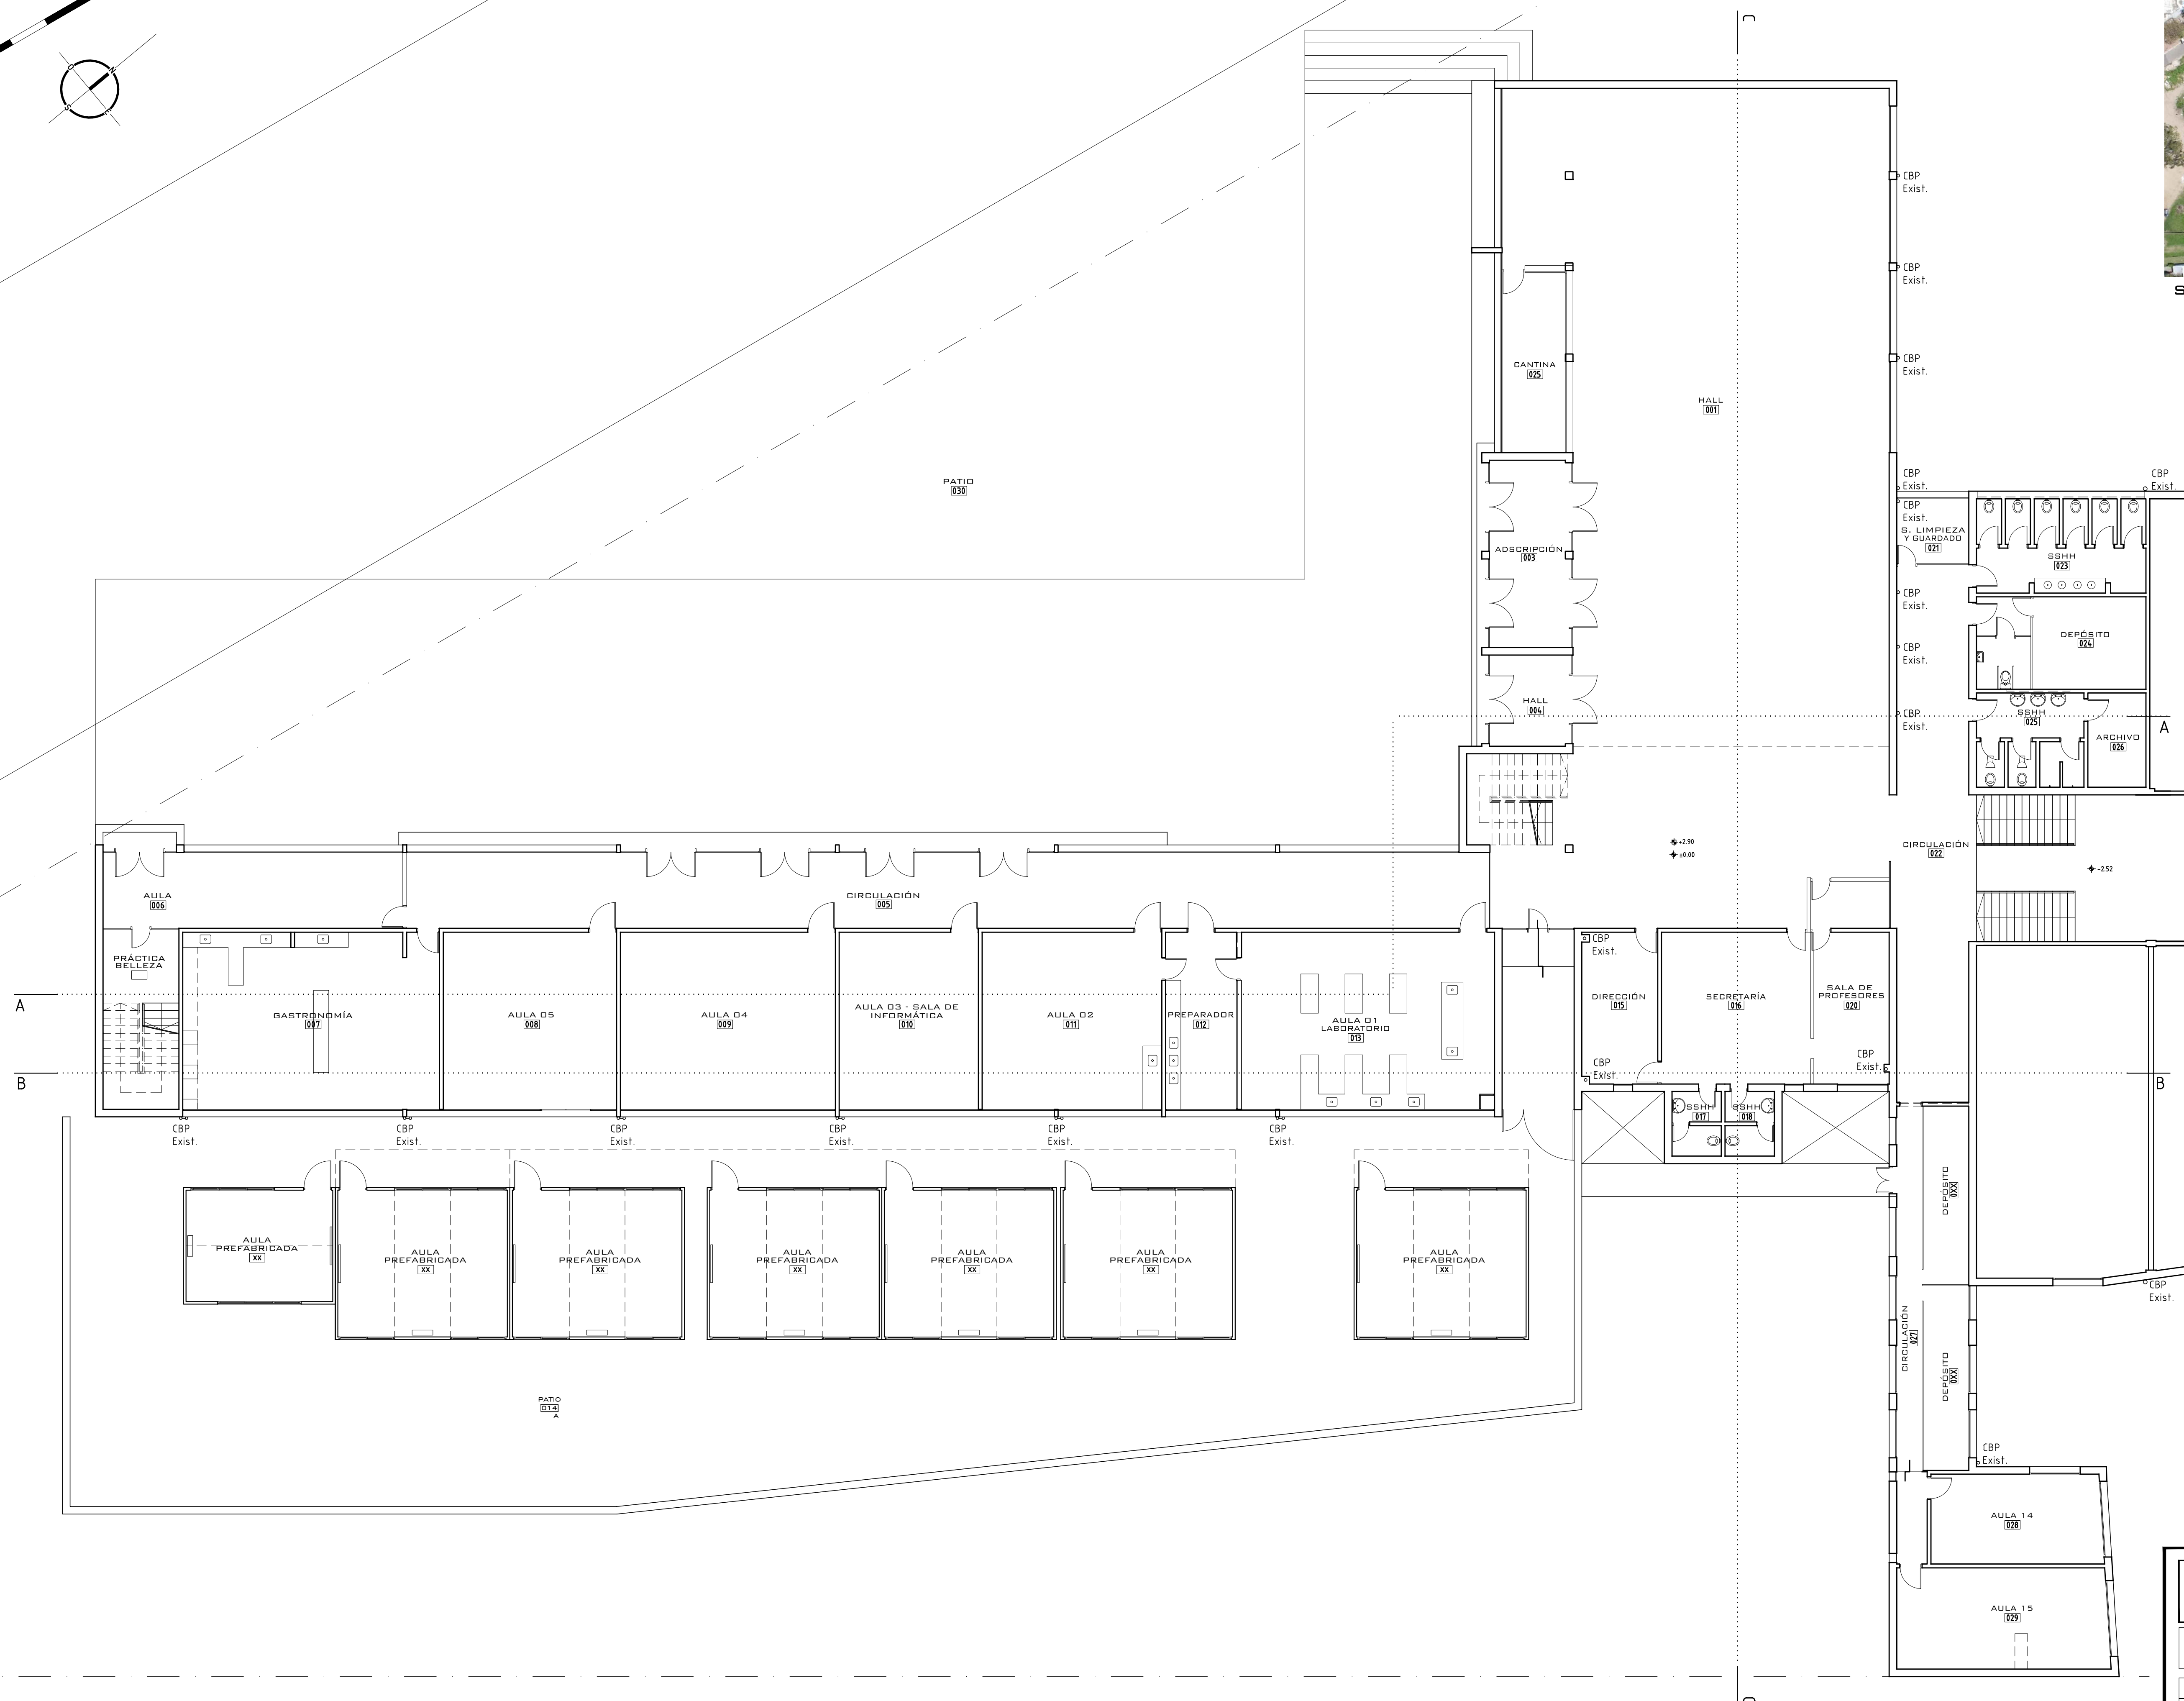 N
O
S
E
C
S
CBP
Exist.
CBP
Exist.
CBP
Exist.
CANTINA
025
HALL
001
PATIO
030
CBP
Exist.
CBP
Exist.
CBP
Exist.
S. LIMPIEZA
Y GUARDADO
021
ADSCRIPCIÓN
003
SSHH
023
CBP
Exist.
DEPÓSITO
024
CBP
Exist.
HALL
004
CBP
Exist.
SSHH
025
A
ARCHIVO
026
+2.90
±0.00
CIRCULACIÓN
022
-2.52
AULA
006
CIRCULACIÓN
005
PRÁCTICA
BELLEZA
CBP
Exist.
A
GASTRONOMÍA
007
AULA 05
008
AULA 04
009
AULA 03 - SALA DE
INFORMÁTICA
010
AULA 02
011
PREPARADOR
012
AULA 01
LABORATORIO
013
DIRECCIÓN
015
SECRETARÍA
016
SALA DE
PROFESORES
020
CBP
Exist.
CBP
Exist.
B
B
SSHH
017
SSHH
018
CBP
Exist.
CBP
Exist.
CBP
Exist.
CBP
Exist.
CBP
Exist.
CBP
Exist.
AULA
PREFABRICADA
XX
AULA
PREFABRICADA
XX
AULA
PREFABRICADA
XX
AULA
PREFABRICADA
XX
AULA
PREFABRICADA
XX
AULA
PREFABRICADA
XX
AULA
PREFABRICADA
XX
DEPÓSITO
0XX
CBP
Exist.
CIRCULACIÓN
027
DEPÓSITO
0XX
PATIO
014
A
CBP
Exist.
AULA 14
028
AULA 15
029
C